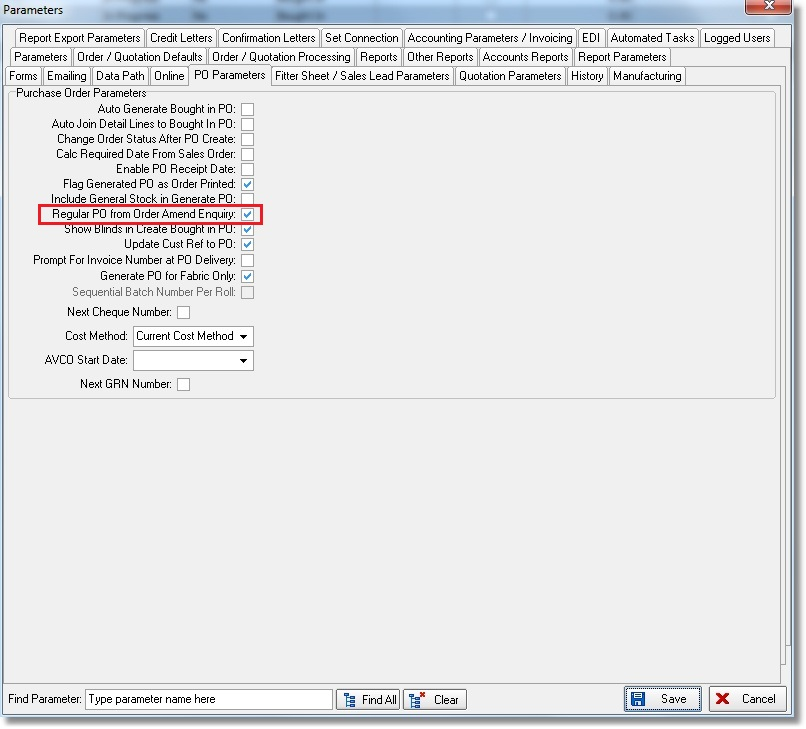 Parameters
Report Export Parameters Credit Letters Confirmation Letters Set Connection Accounting Parameters / Invoicing EDI Automated Tasks Logged Users
Parameters Order / Quotation Defaults Order / Quotation Processing Reports Other Reports Accounts Reports Report Parameters
Forms Emailing Data Path Online PO Parameters Fitter Sheet / Sales Lead Parameters Quotation Parameters History Manufacturing
Purchase Order Parameters
Auto Generate Bought in PO:
Auto Join Detail Lines to Bought In PO:
Change Order Status After PO Create:
Calc Required Date From Sales Order:
Enable PO Receipt Date:
Flag Generated PO as Order Printed:
Include General Stock in Generate PO:
Regular PO from Order Amend Enquiry:
Show Blinds in Create Bought in PO:
Update Cust Ref to PO:
Prompt For Invoice Number at PO Delivery:
Generate PO for Fabric Only:
Sequential Batch Number Per Roll:
Next Cheque Number:
Cost Method: Current Cost Method
AVCO Start Date:
Next GRN Number:
Find Parameter: Type parameter name here Find All Clear Save Cancel